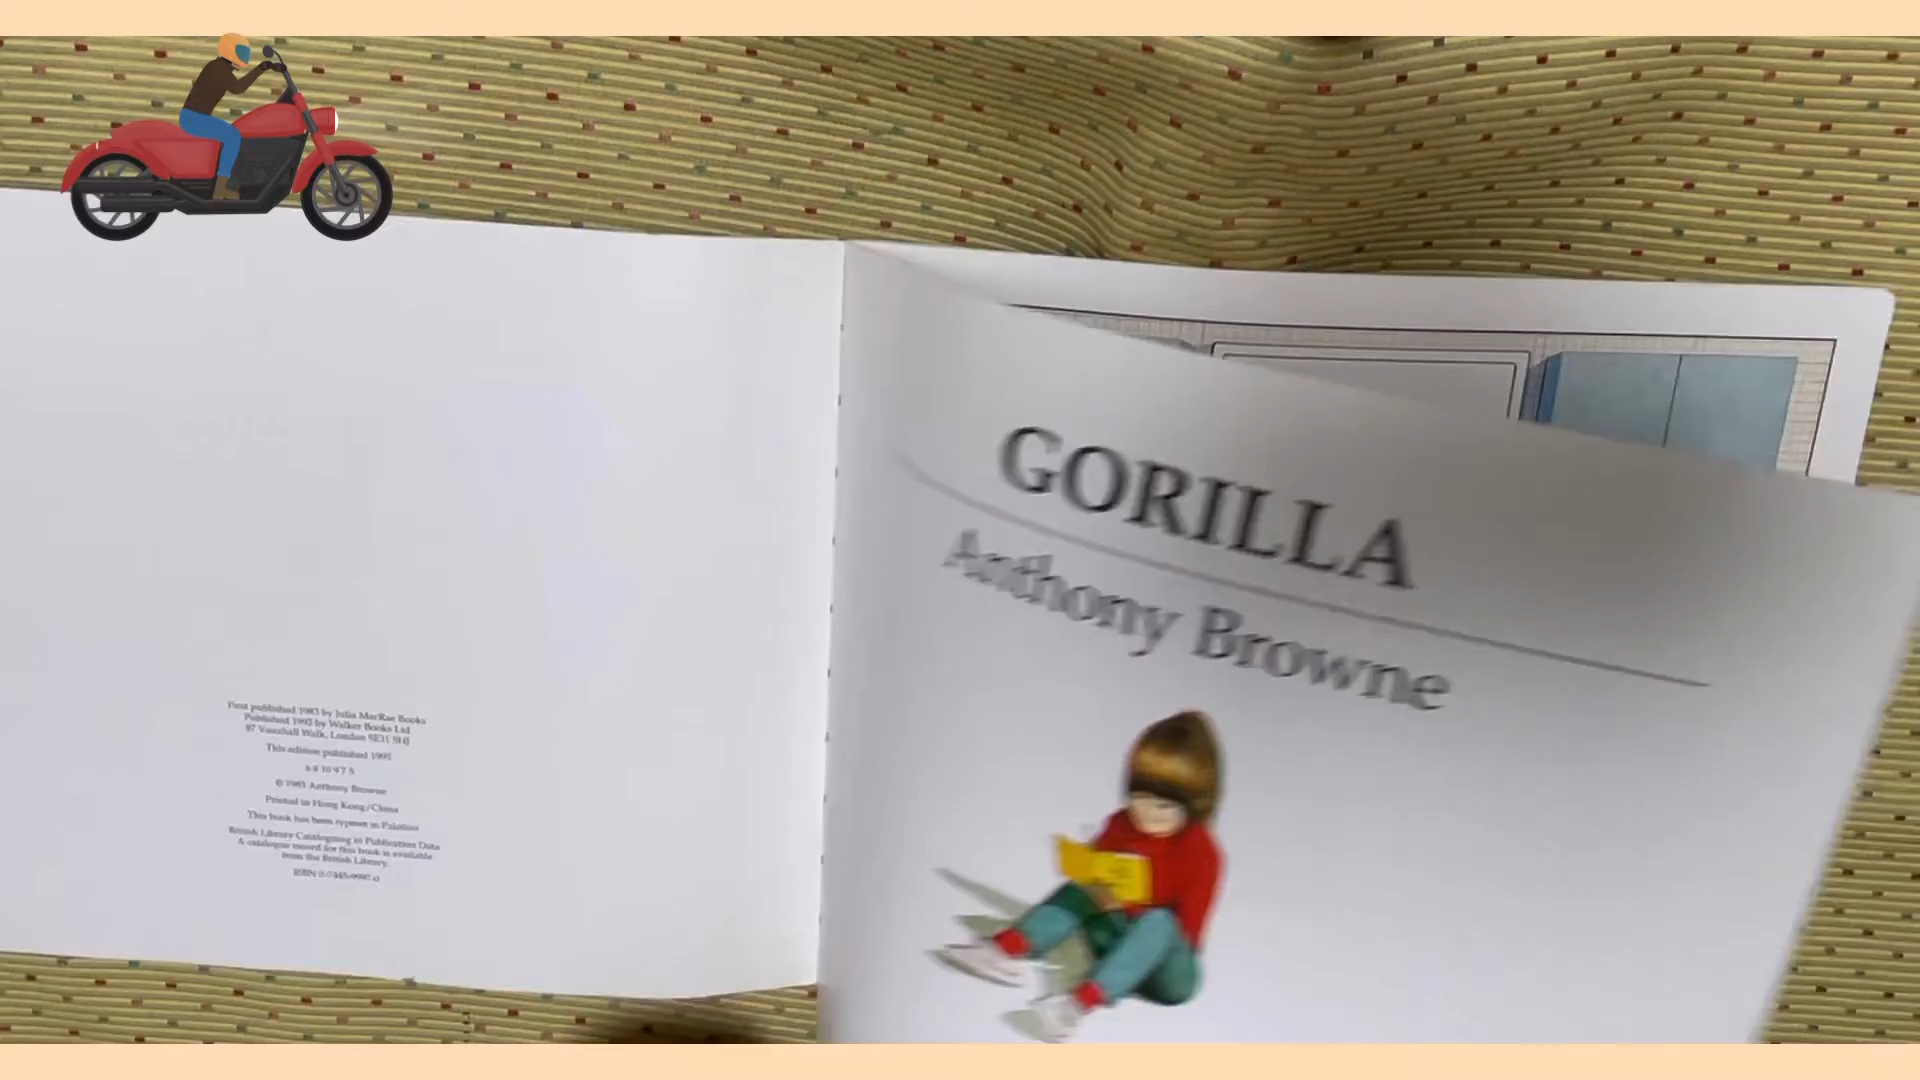 First published 1983 by Julia MacRae Books
Published 1992 by Walker Books Ltd
87 Vauxhall Walk, London SE11 5HJ
This edition published 1995
© 1983 Anthony Browne
Printed in Hong Kong/China
This book has been typeset in Palatino
British Library Cataloguing in Publication Data
A catalogue record for this book is available
from the British Library.
ISBN
GORILLA
Anthony Browne